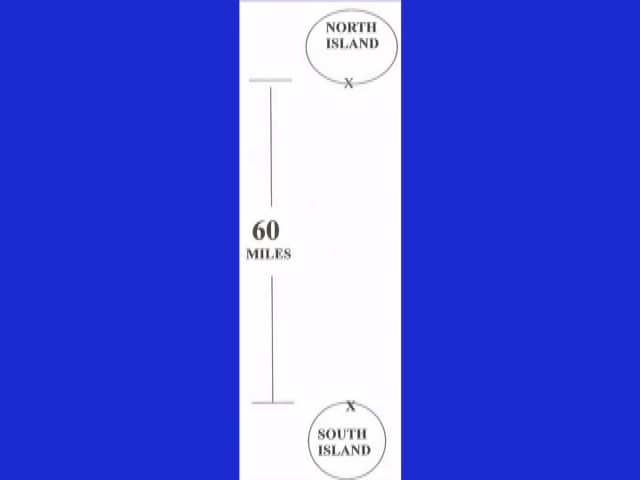 NORTH
ISLAND
X
60
MILES
X
SOUTH
ISLAND